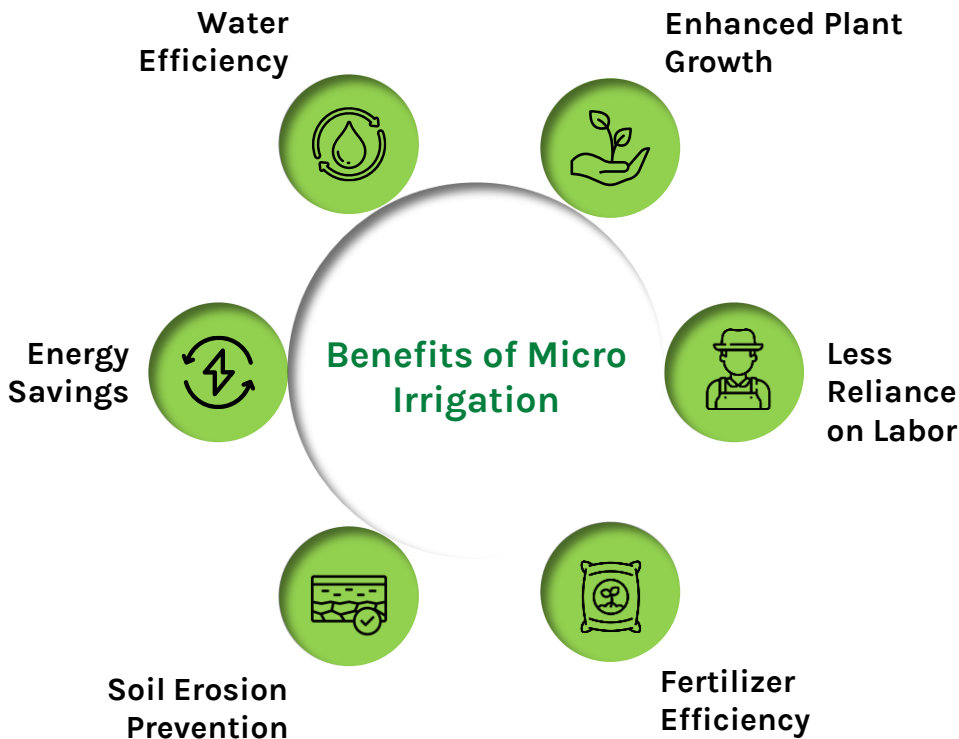 Water
Efficiency
Enhanced Plant
Growth
Energy
Savings
Benefits of Micro
Irrigation
Less
Reliance
on Labor
Soil Erosion
Prevention
Fertilizer
Efficiency